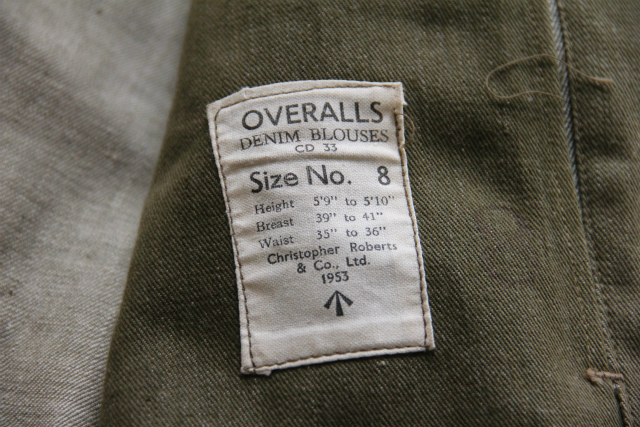 OVERALLS
DENIM BLOUSES
CD 33
Size No. 8
Height 5'9" to 5'10"
Breast 39" to 41"
Waist 35" to 36"
Christopher Roberts
& Co., Ltd.
1953